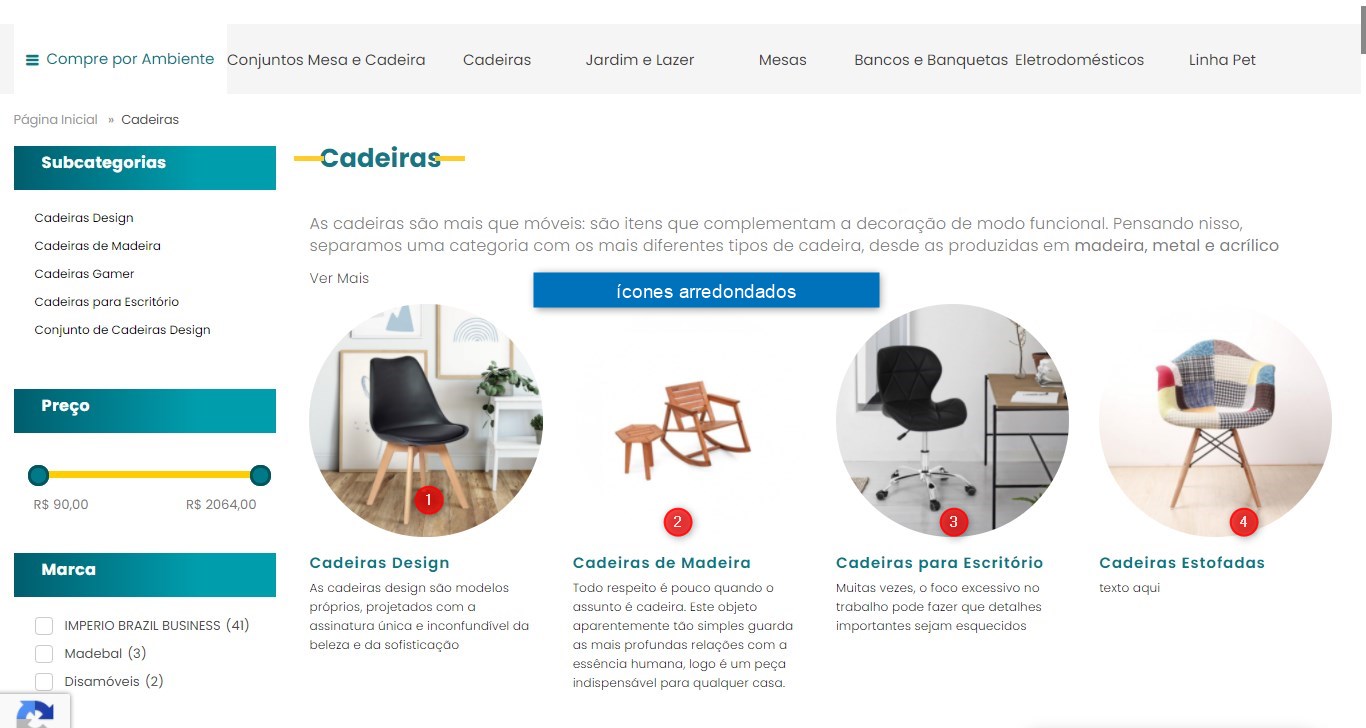 Compre por Ambiente
Conjuntos Mesa e Cadeira
Cadeiras
Jardim e Lazer
Mesas
Bancos e Banquetas
Eletrodomésticos
Linha Pet
Página Inicial » Cadeiras
Subcategorias
Cadeiras Design
Cadeiras de Madeira
Cadeiras Gamer
Cadeiras para Escritório
Conjunto de Cadeiras Design
Preço
R$ 90,00
R$ 2064,00
Marca
IMPERIO BRAZIL BUSINESS (41)
Madebal (3)
Disamóveis (2)
Cadeiras
As cadeiras são mais que móveis: são itens que complementam a decoração de modo funcional. Pensando nisso,
separamos uma categoria com os mais diferentes tipos de cadeira, desde as produzidas em madeira, metal e acrílico
Ver Mais
ícones arredondados
1
Cadeiras Design
As cadeiras design são modelos
próprios, projetados com a
assinatura única e inconfundível da
beleza e da sofisticação
2
Cadeiras de Madeira
Todo respeito é pouco quando o
assunto é cadeira. Este objeto
aparentemente tão simples guarda
as mais profundas relações com a
essência humana, logo é um peça
indispensável para qualquer casa.
3
Cadeiras para Escritório
Muitas vezes, o foco excessivo no
trabalho pode fazer que detalhes
importantes sejam esquecidos
4
Cadeiras Estofadas
texto aqui